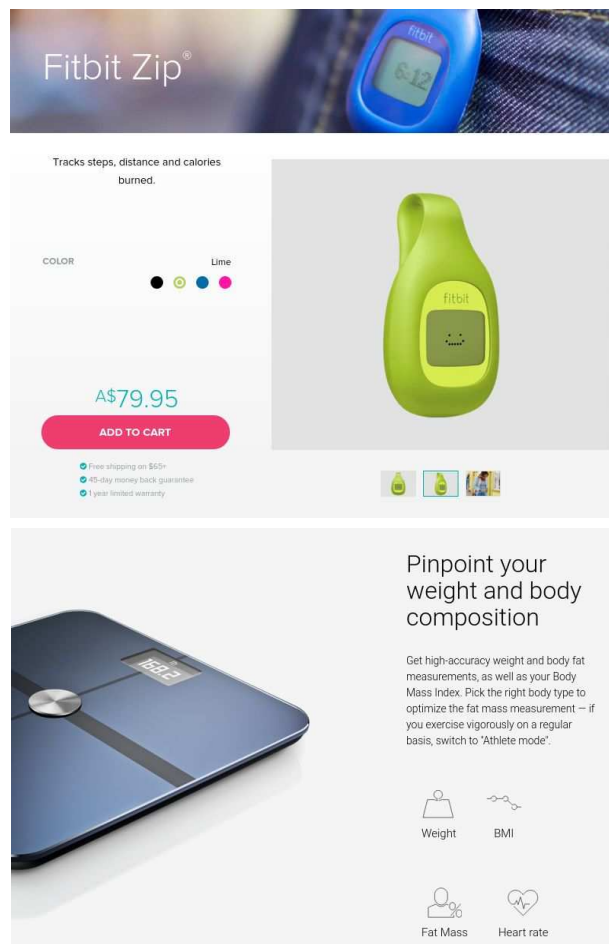 Fitbit Zip®
fitbit
6:12
Tracks steps, distance and calories
burned.
COLOR
Lime
fitbit
A$79.95
ADD TO CART
Free shipping on $65+
45-day money back guarantee
1 year limited warranty
Pinpoint your
weight and body
composition
Get high-accuracy weight and body fat
measurements, as well as your Body
Mass Index. Pick the right body type to
optimize the fat mass measurement — if
you exercise vigorously on a regular
basis, switch to "Athlete mode".
168.2
Weight
BMI
%
Fat Mass
Heart rate